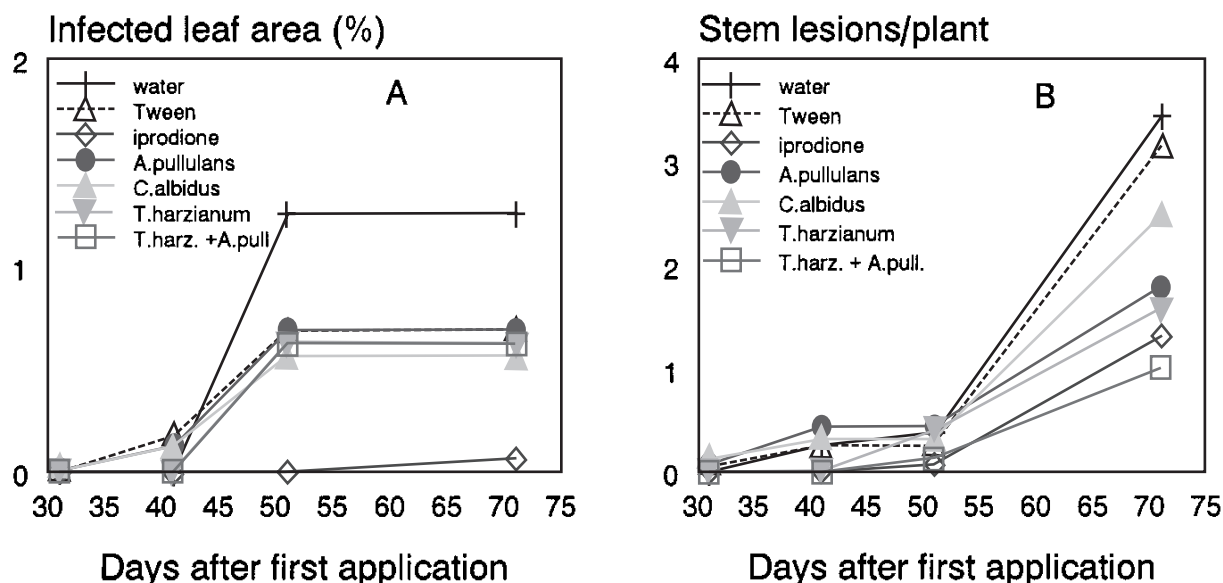 Infected leaf area (%)
2
1
0
water
Tween
iprodione
A.pullulans
C.albidus
T.harzianum
T.harz. +A.pull
A
30 35 40 45 50 55 60 65 70 75
Days after first application
Stem lesions/plant
4
3
2
1
0
water
Tween
iprodione
A.pullulans
C.albidus
T.harzianum
T.harz. + A.pull.
B
30 35 40 45 50 55 60 65 70 75
Days after first application